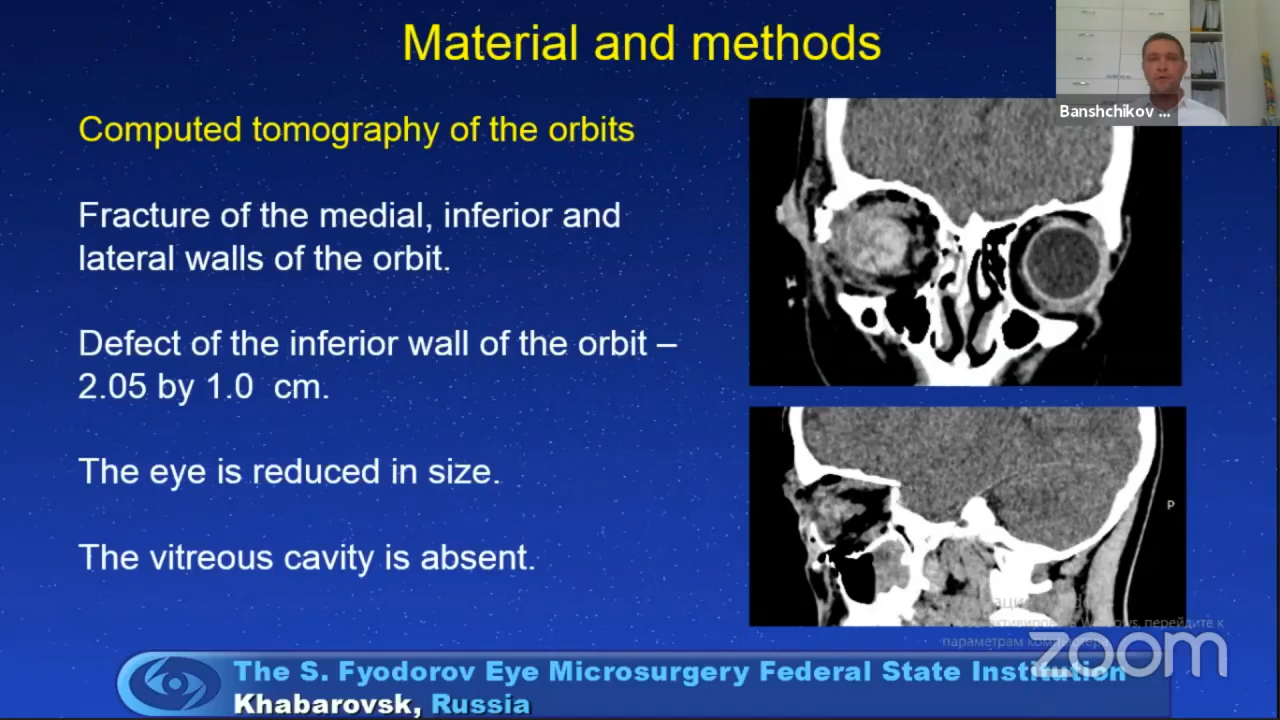 Material and methods
Banshchikov ...
Computed tomography of the orbits
Fracture of the medial, inferior and
lateral walls of the orbit.
Defect of the inferior wall of the orbit –
2.05 by 1.0 cm.
The eye is reduced in size.
The vitreous cavity is absent.
P
перейдите к
параметрам
zoom
The S. Fyodorov Eye Microsurgery Federal State Institution
Khabarovsk, Russia